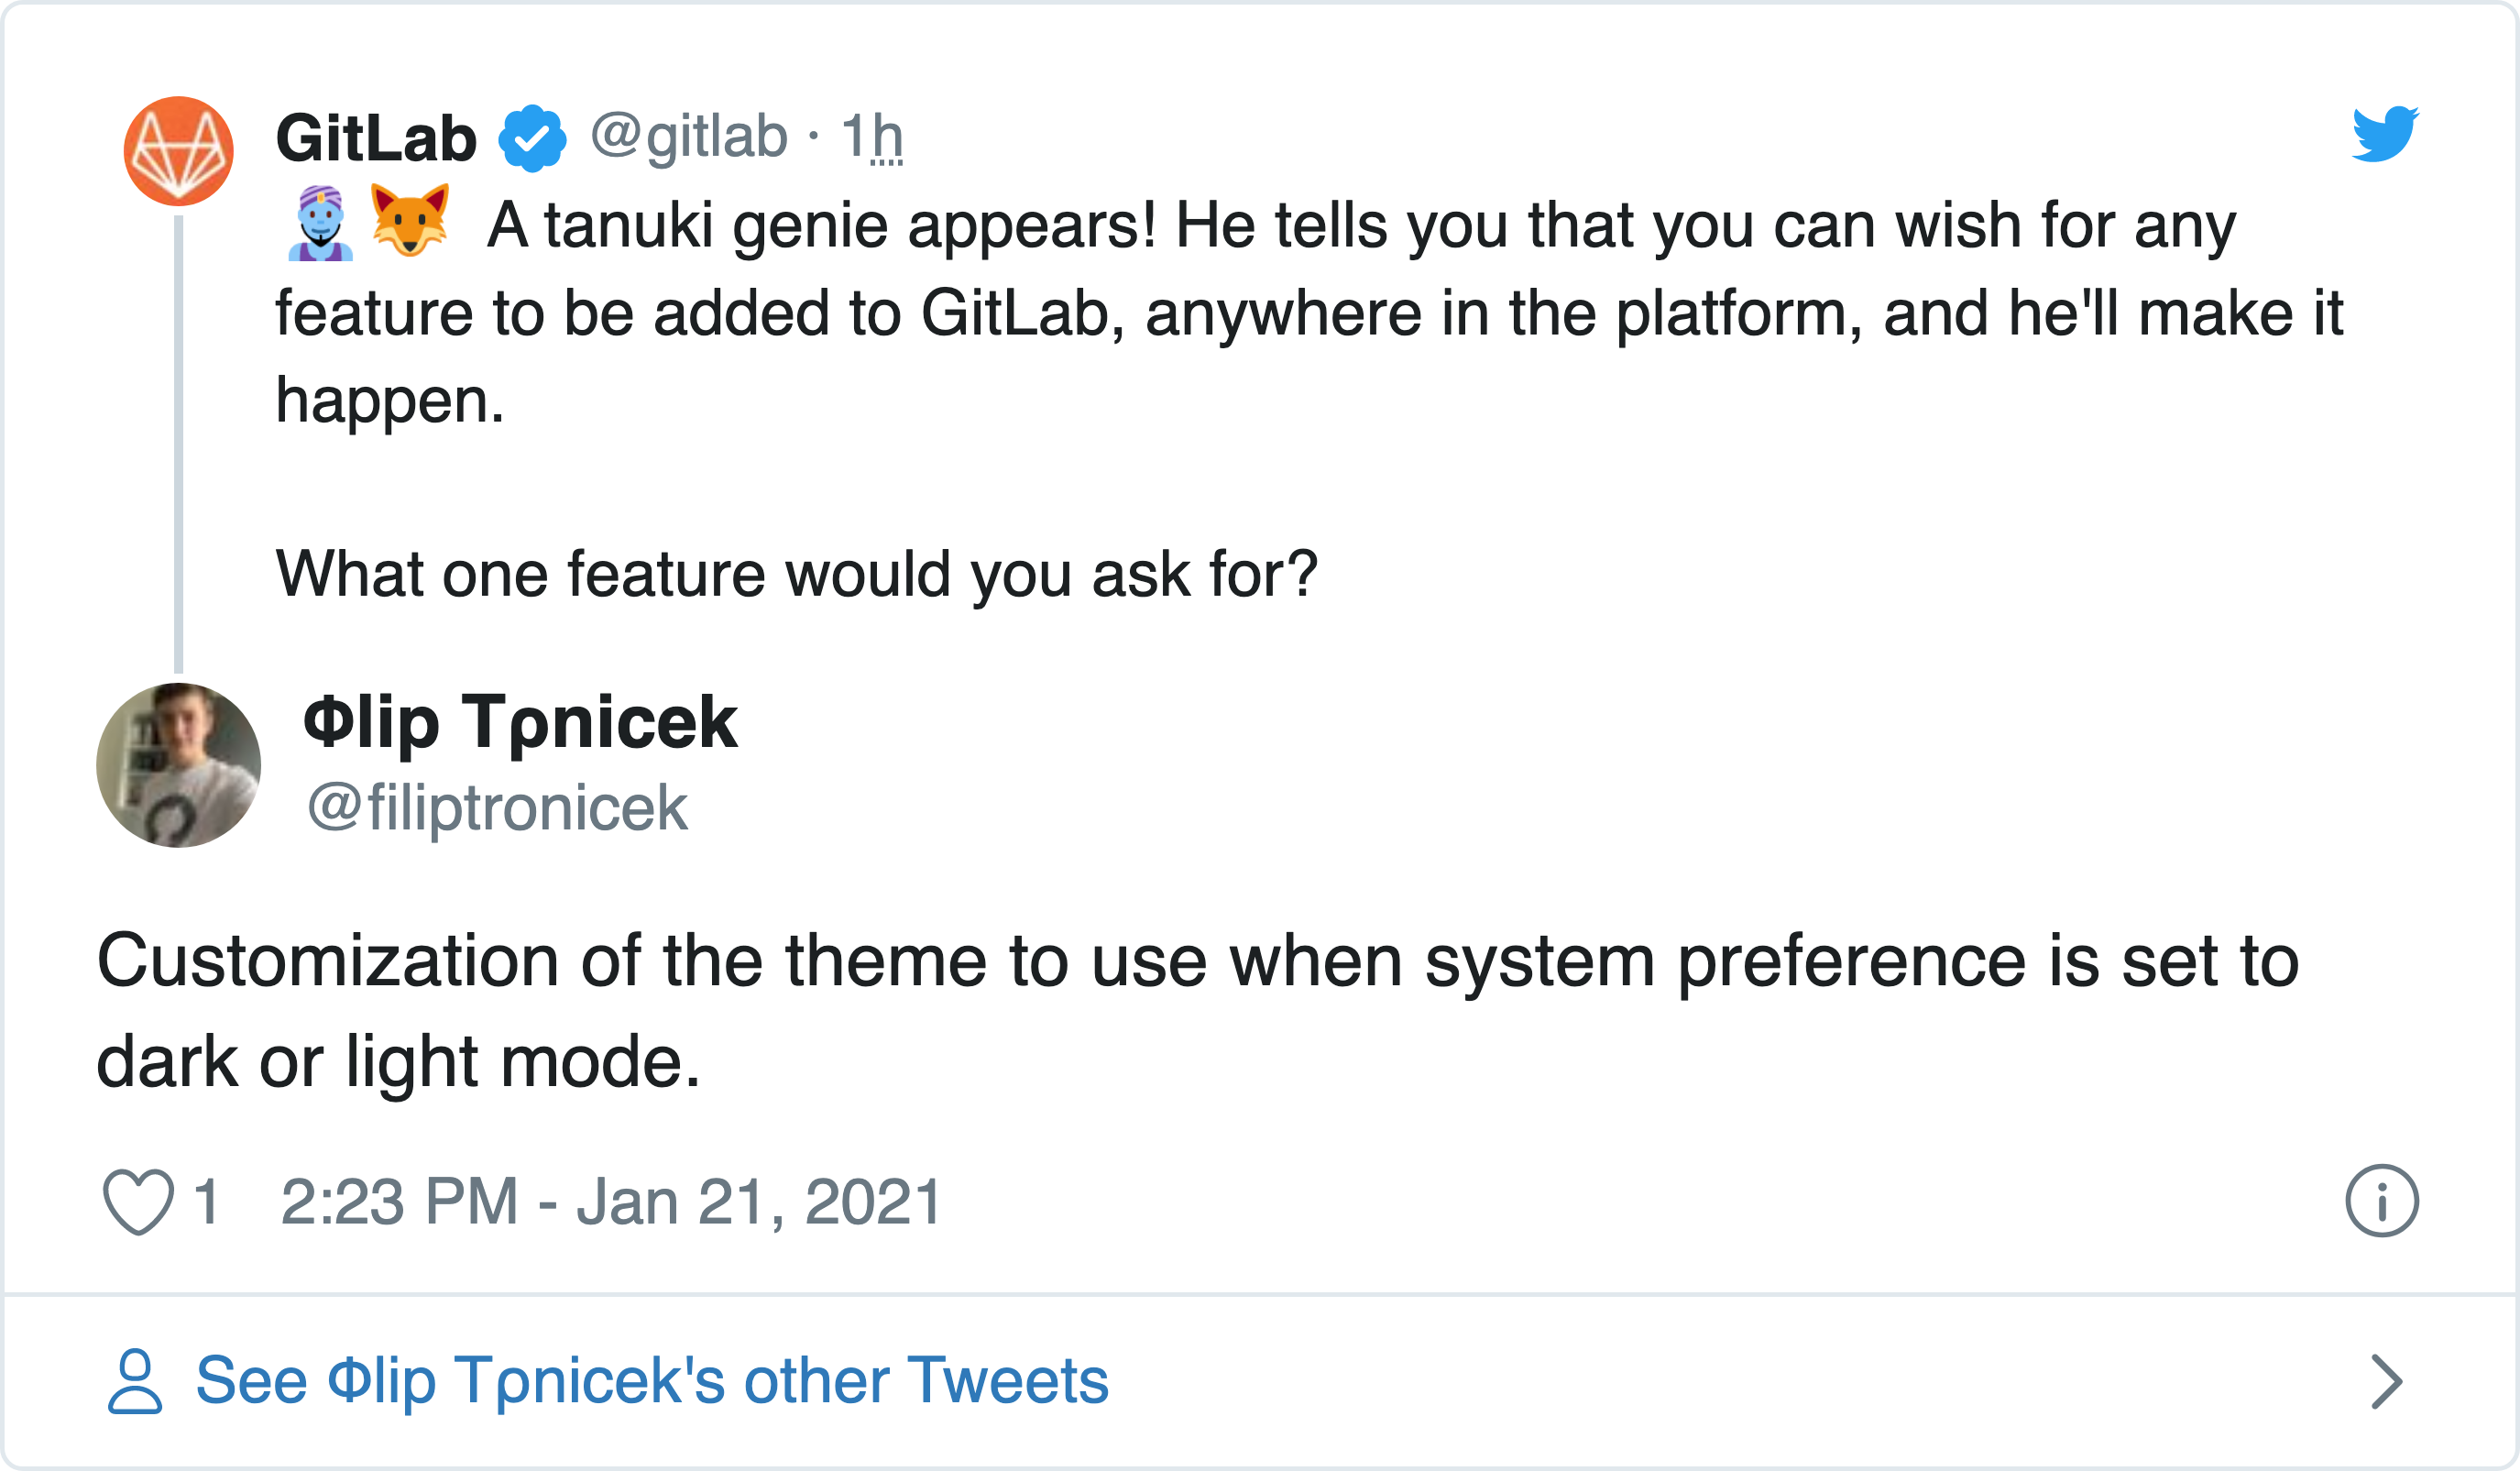 GitLab @gitlab · 1h
🧞‍♂️🦊 A tanuki genie appears! He tells you that you can wish for any
feature to be added to GitLab, anywhere in the platform, and he'll make it
happen.
What one feature would you ask for?
Φlip Tρnicek
@filiptronicek
Customization of the theme to use when system preference is set to
dark or light mode.
1 2:23 PM - Jan 21, 2021
See Φlip Tρnicek's other Tweets